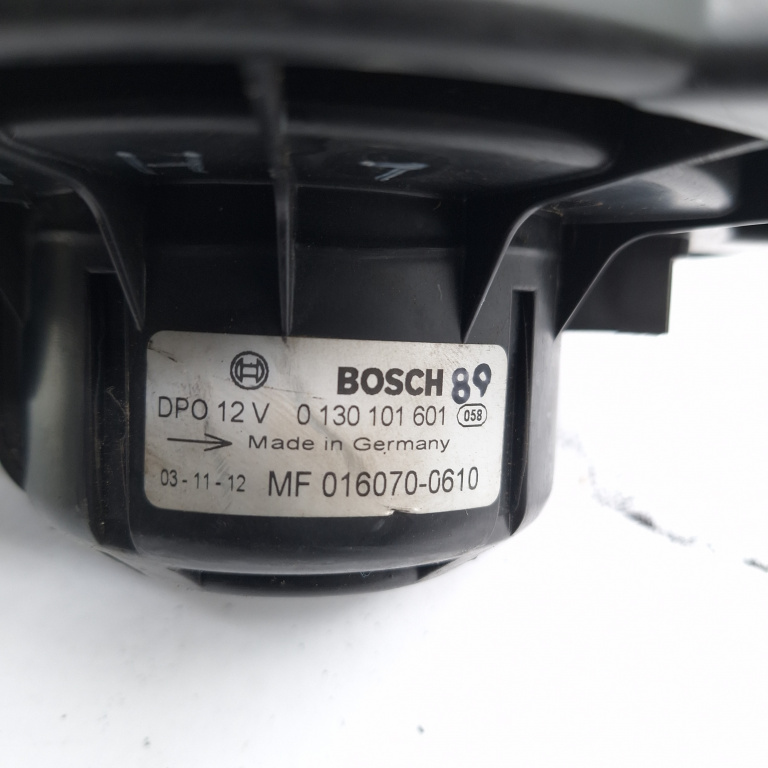 BOSCH 89
DPO 12 V 0 130 101 601 058
Made in Germany
03-11-12 MF 016070-0610